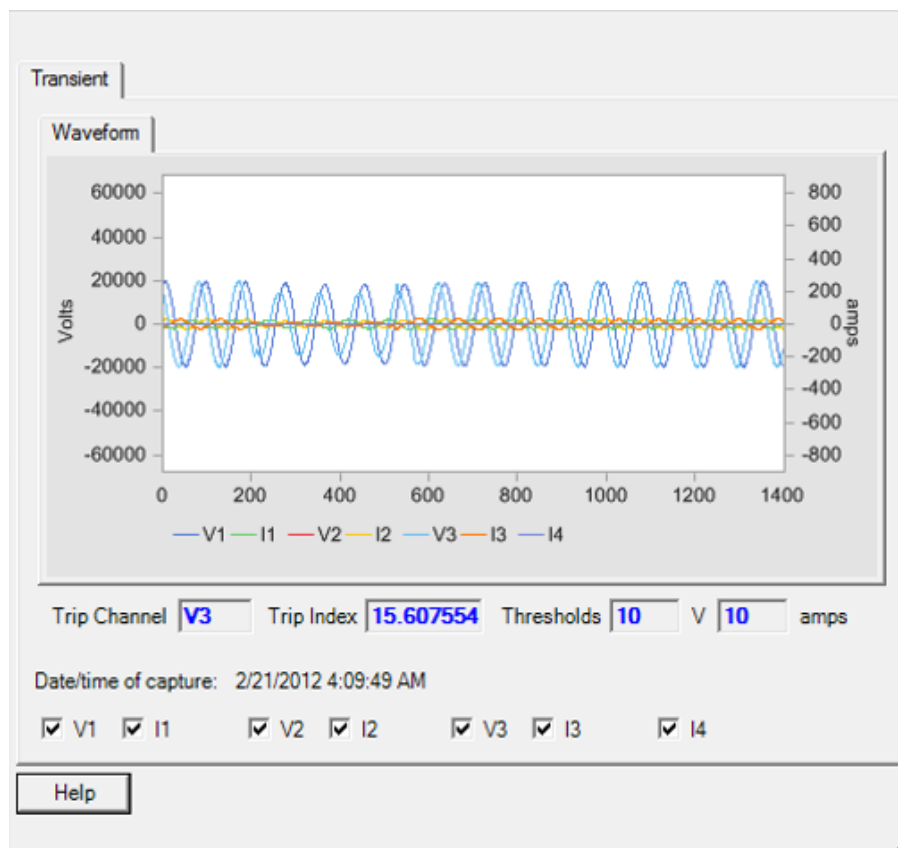 Transient
Waveform
60000
40000
20000
0
-20000
-40000
-60000
Volts
800
600
400
200
0
-200
-400
-600
-800
amps
0 200 400 600 800 1000 1200 1400
V1 I1 V2 I2 V3 I3 I4
Trip Channel V3 Trip Index 15.607554 Thresholds 10 V 10 amps
Date/time of capture: 2/21/2012 4:09:49 AM
V1 I1 V2 I2 V3 I3 I4
Help